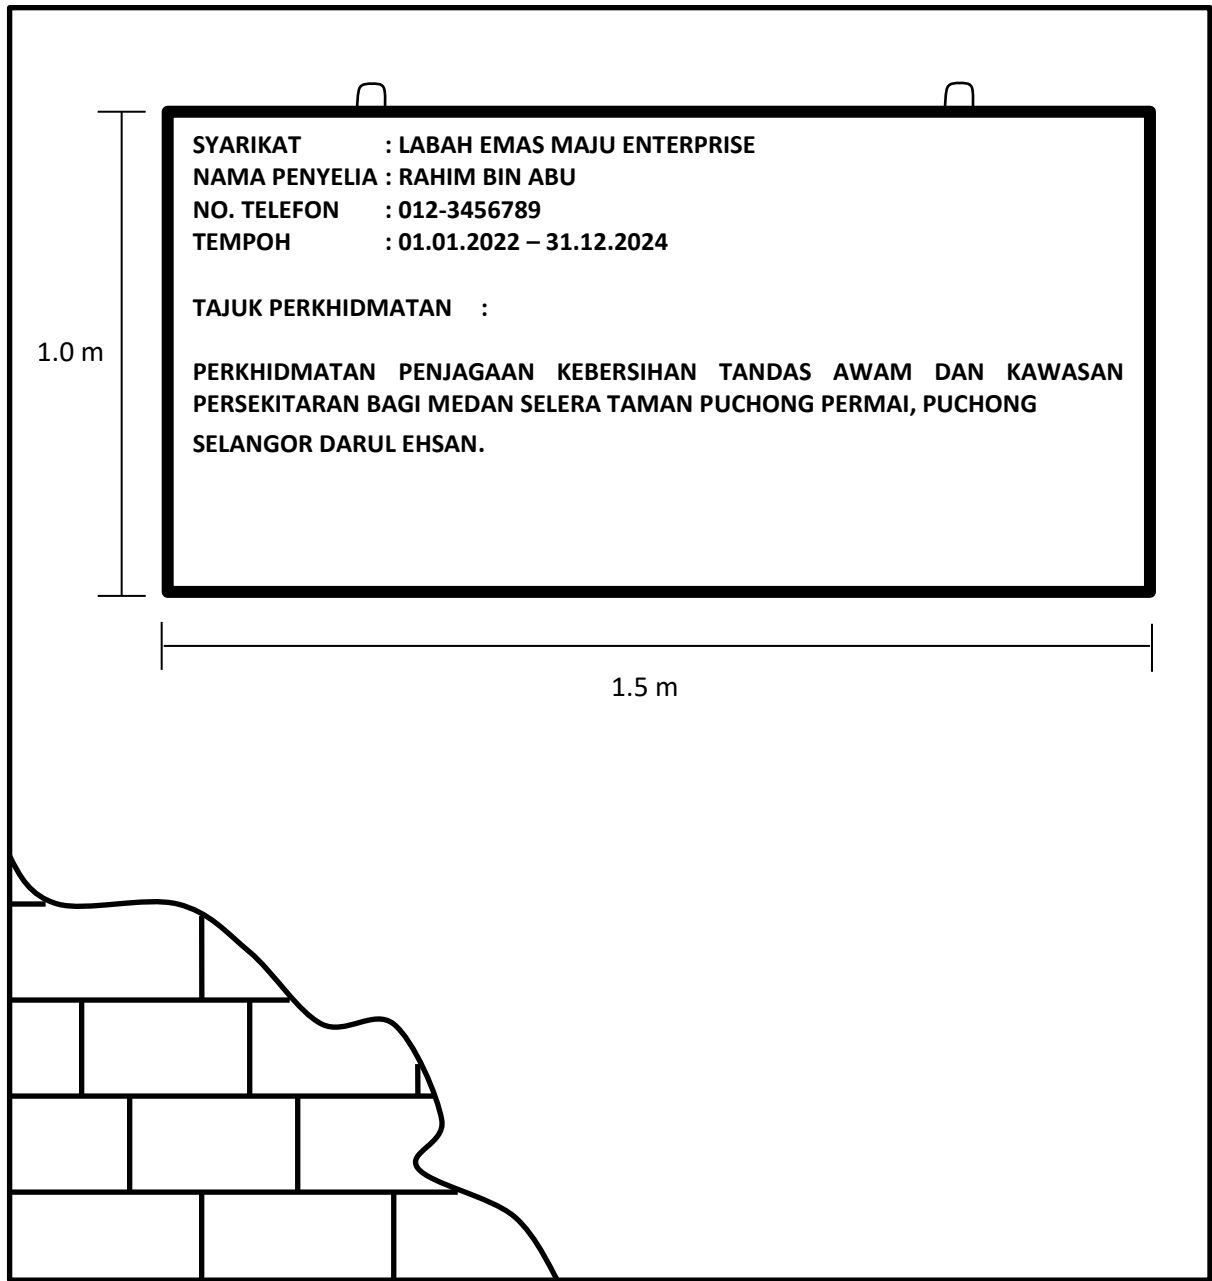 SYARIKAT : LABAH EMAS MAJU ENTERPRISE
NAMA PENYELIA : RAHIM BIN ABU
NO. TELEFON : 012-3456789
TEMPOH : 01.01.2022 – 31.12.2024
TAJUK PERKHIDMATAN :
1.0 m
PERKHIDMATAN PENJAGAAN KEBERSIHAN TANDAS AWAM DAN KAWASAN
PERSEKITARAN BAGI MEDAN SELERA TAMAN PUCHONG PERMAI, PUCHONG
SELANGOR DARUL EHSAN.
1.5 m